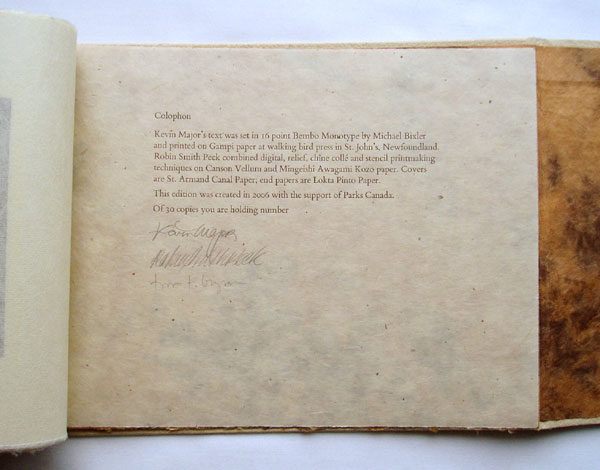 Colophon
Kevin Major's text was set in 16 point Bembo Monotype by Michael Bixler
and printed on Gampi paper at walking bird press in St. John's, Newfoundland.
Robin Smith Peck combined digital, relief, chine collé and stencil printmaking
techniques on Canson Vellum and Mingeishi Awagami Kozo paper. Covers
are St. Armand Canal Paper; end papers are Lokta Pinto Paper.
This edition was created in 2006 with the support of Parks Canada.
Of 30 copies you are holding number
Kevin Major